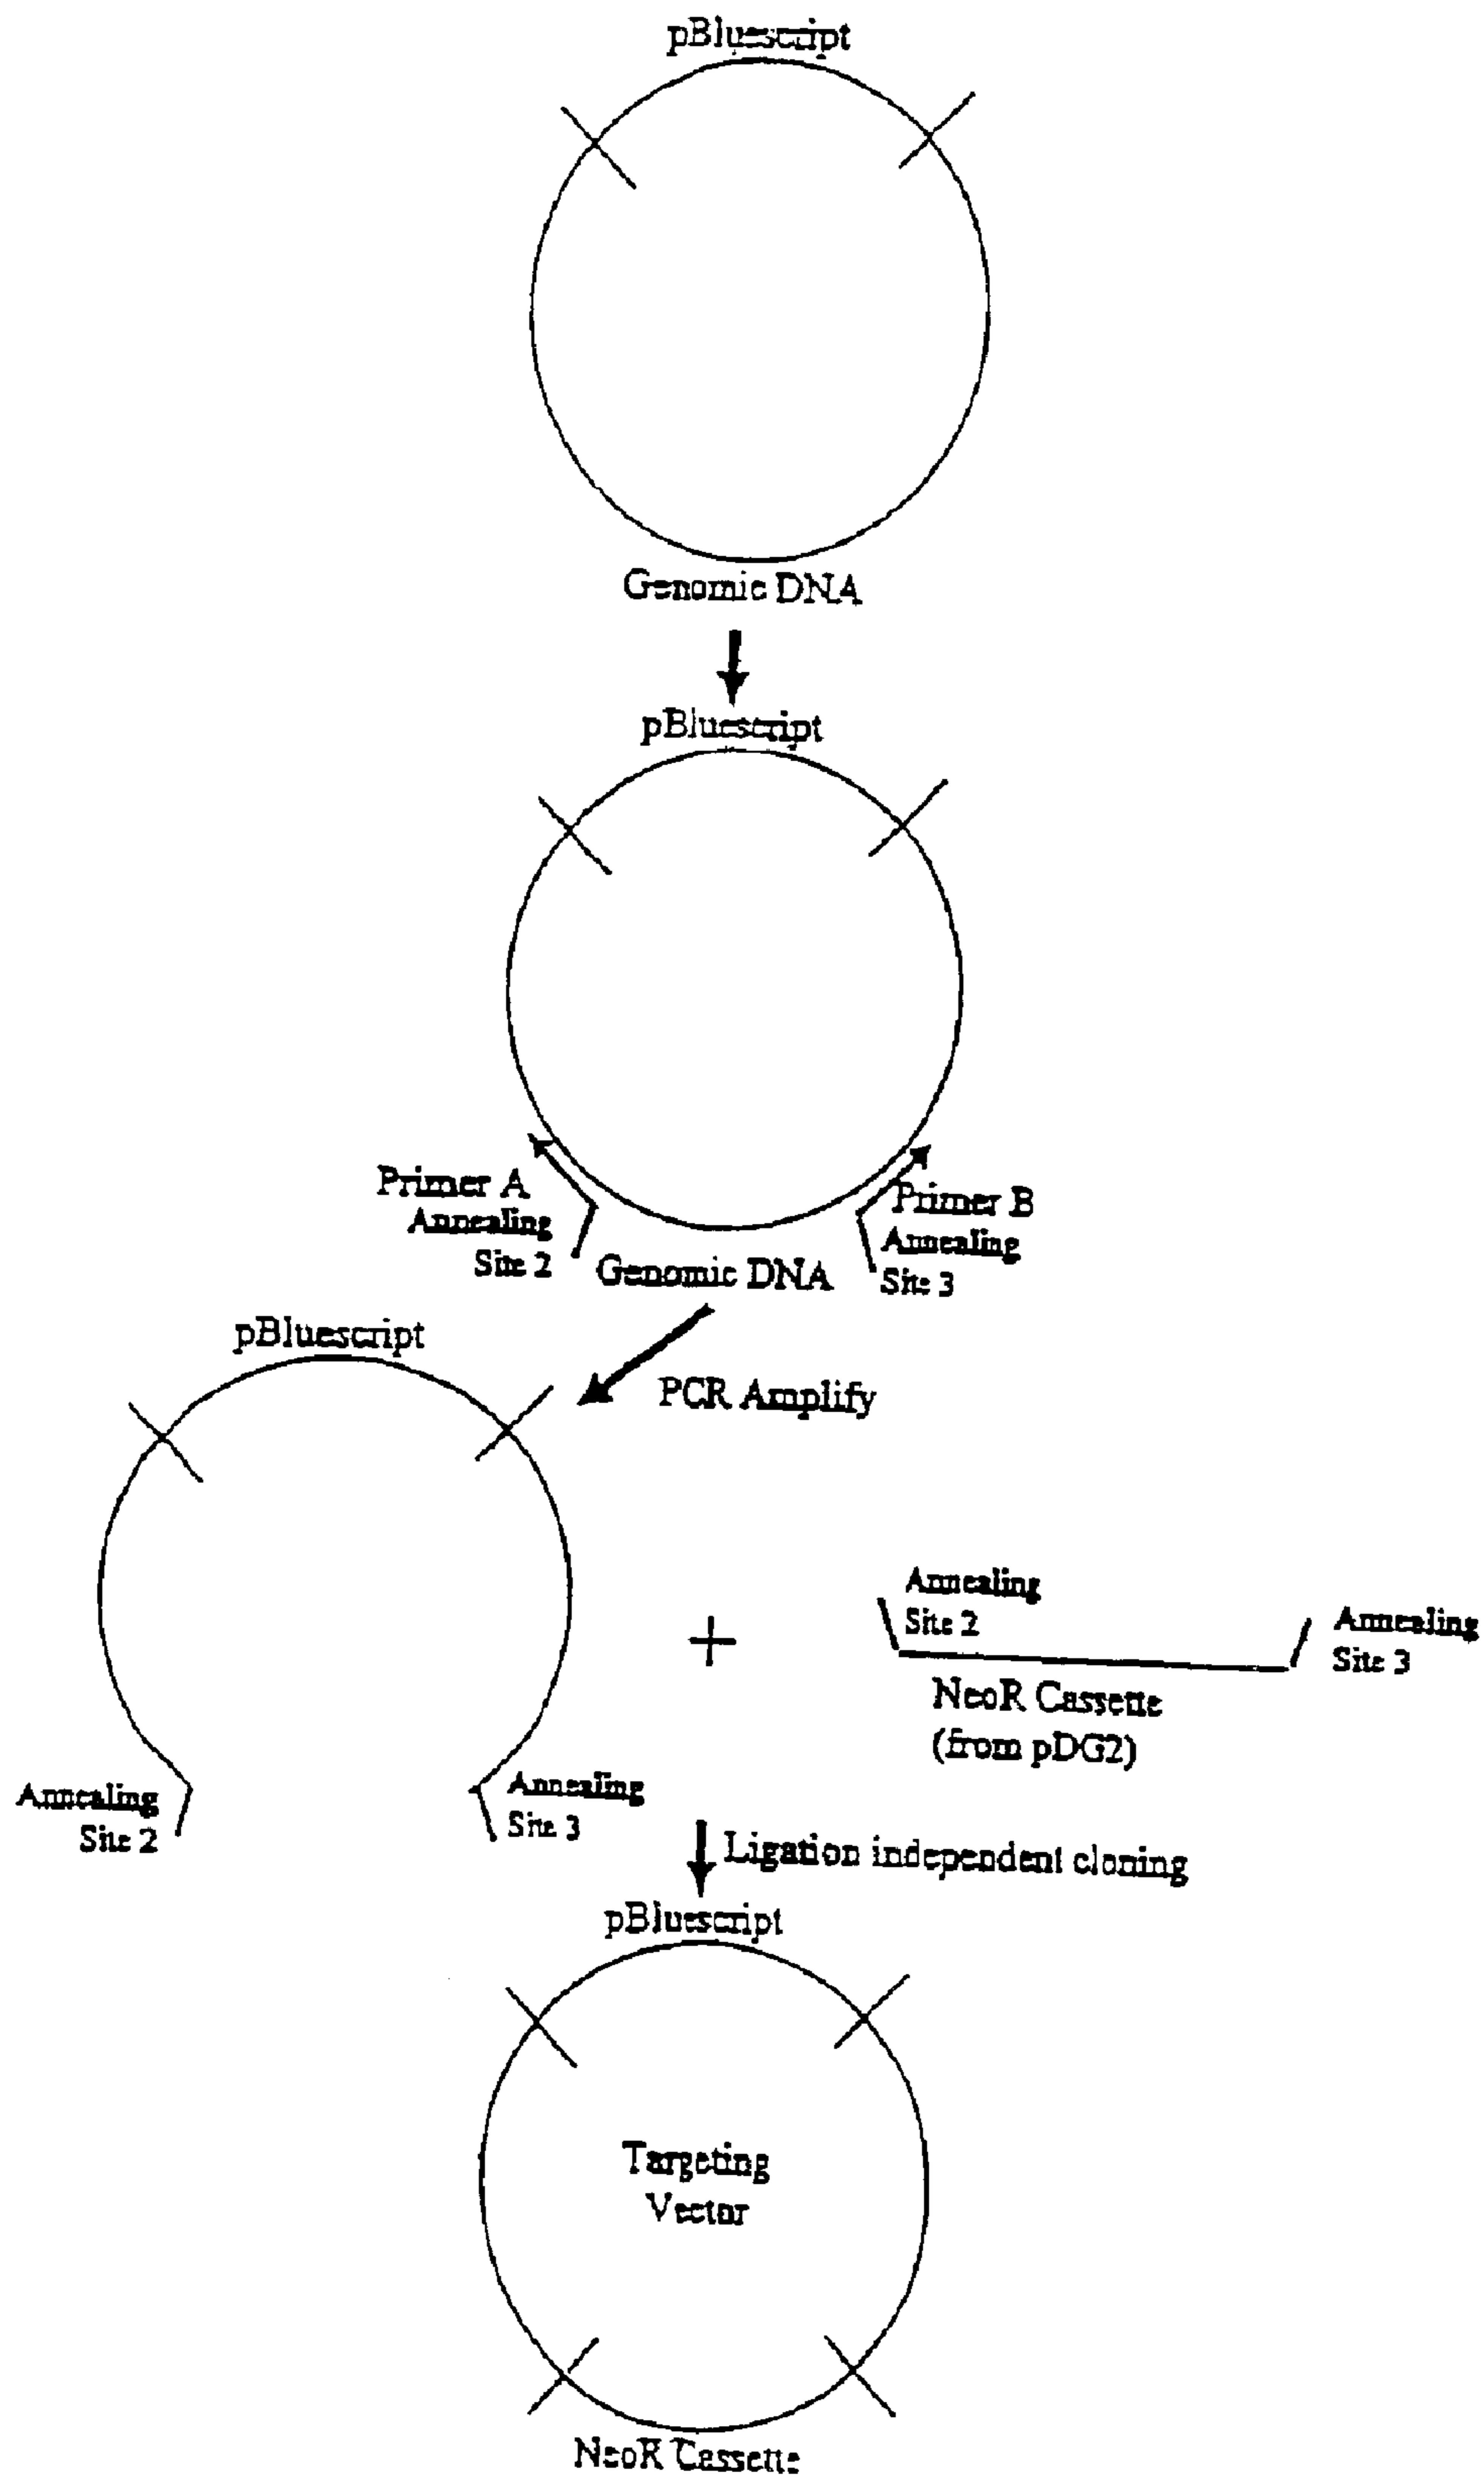 pBluescript
Genomic DNA
pBluescript
Primer A
Annealing
Site 2
Primer B
Annealing
Site 3
Genomic DNA
pBluescript
PCR Amplify
Annealing
Site 2
Annealing
Site 3
NeoR Cassette
(from pDG2)
Annealing
Site 2
Annealing
Site 3
Ligation independent cloning
pBluescript
Targeting
Vector
NeoR Cassette